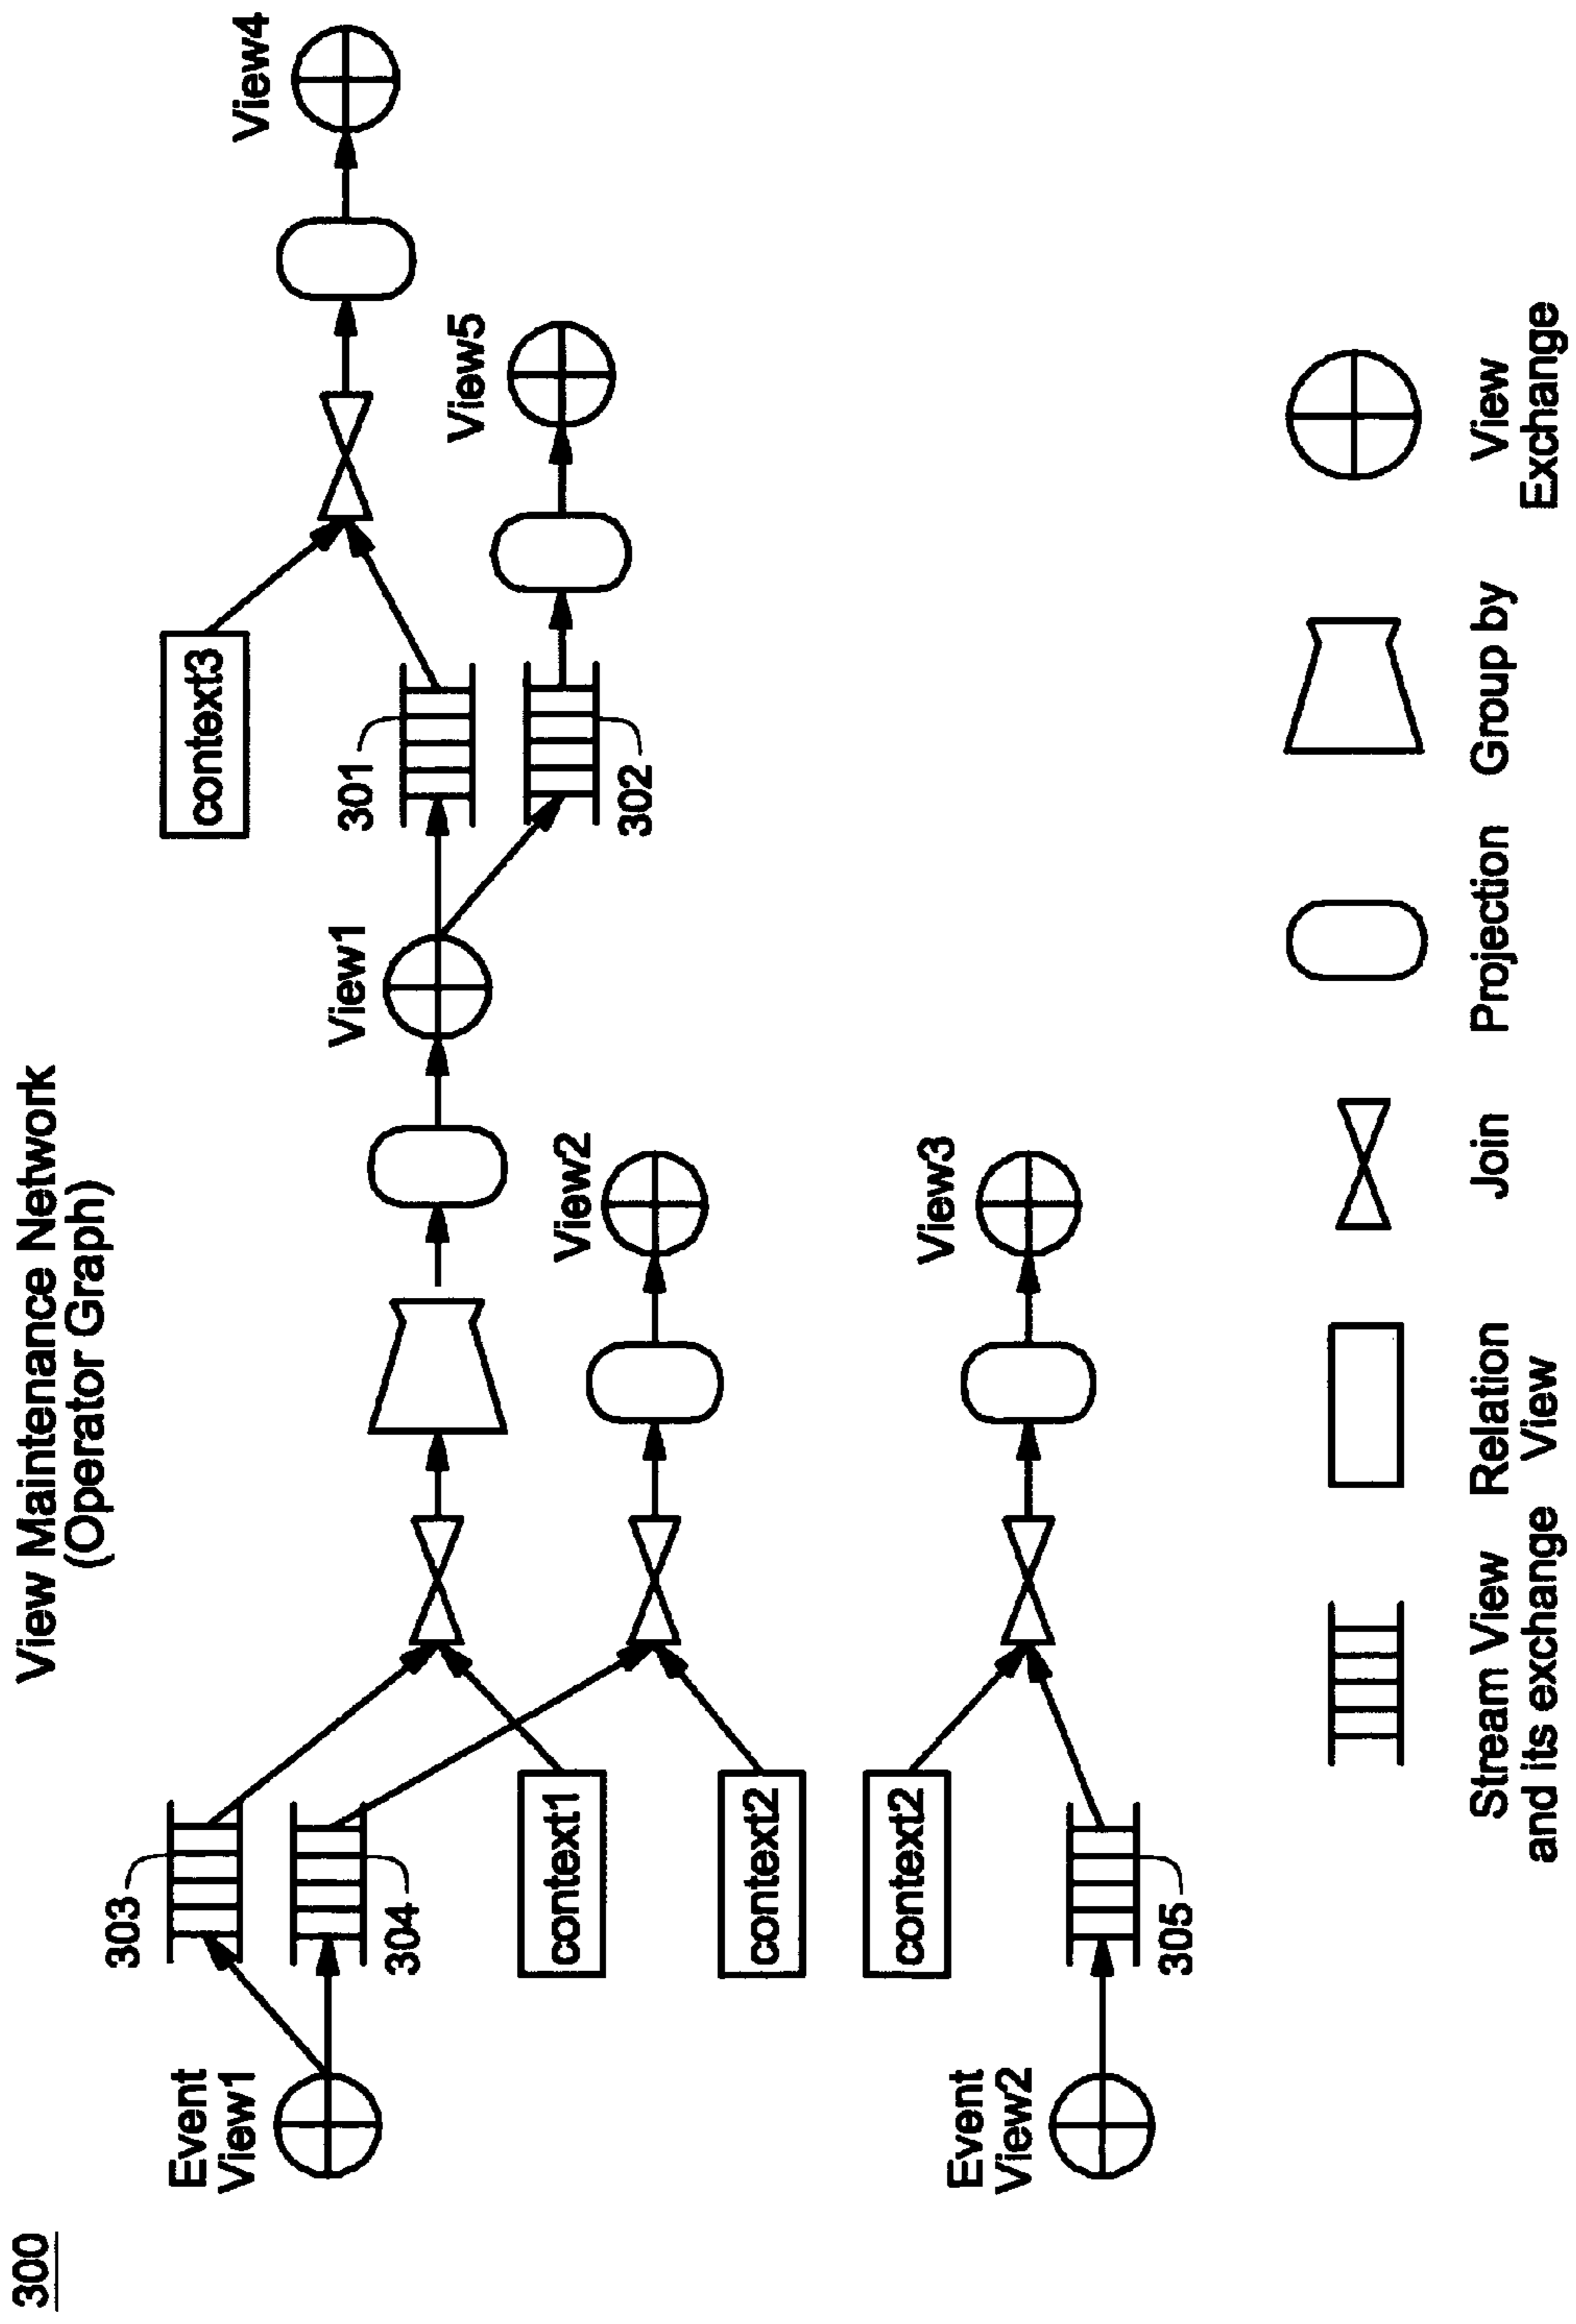 300
View Maintenance Network
(Operator Graph)
Event
View1
303
304
context1
context2
View1
View2
context3
301
302
View4
View5
Event
View2
context2
305
View3
Stream View
and its exchange
Relation
View
Join
Projection
Group by
View
Exchange